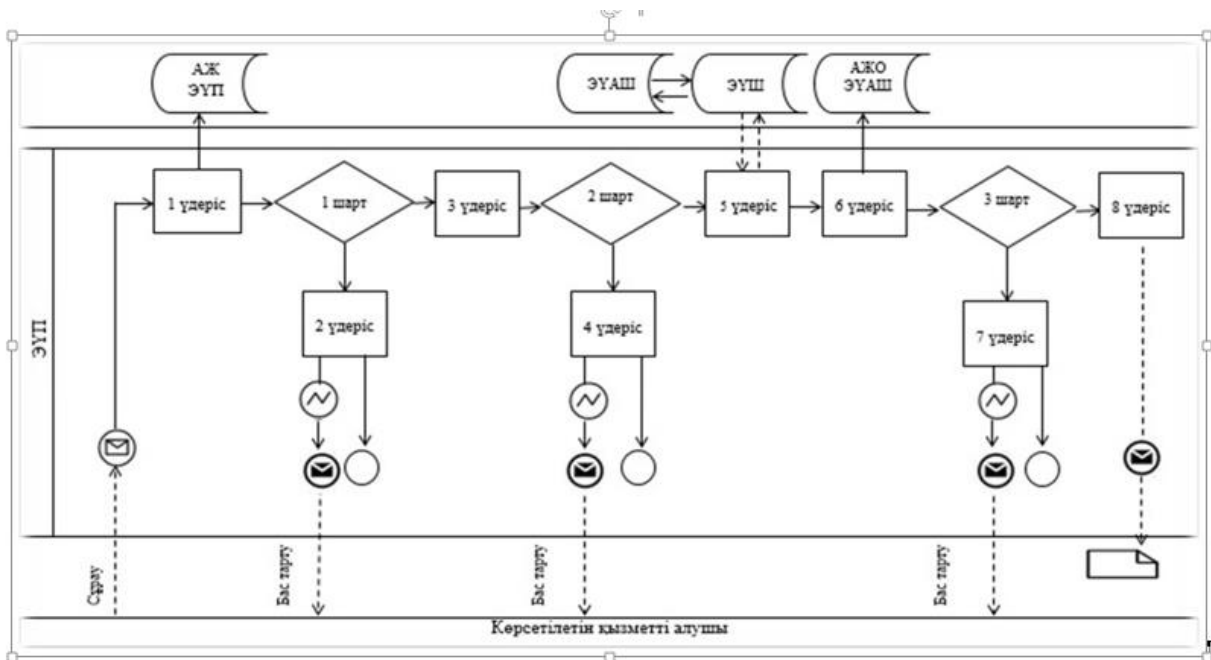 АЖ
ЭҮП
ЭҮАШ
ЭҮШ
АЖО
ЭҮАШ
ЭҮП
1 үдеріс
1 шарт
3 үдеріс
2 шарт
5 үдеріс
6 үдеріс
3 шарт
8 үдеріс
2 үдеріс
4 үдеріс
7 үдеріс
Сұрау
Бас тарту
Бас тарту
Бас тарту
Көрсетілетін қызметті алушы